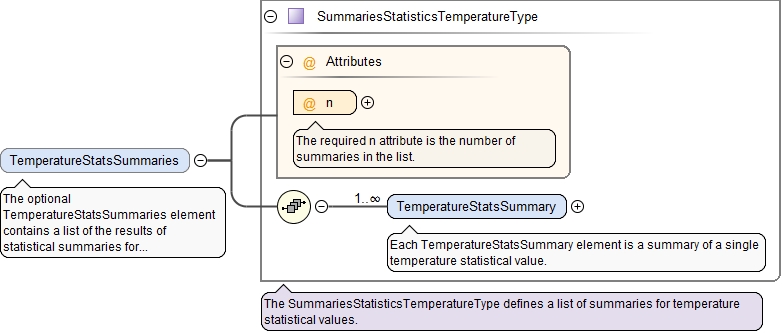 SummariesStatisticsTemperatureType
@ Attributes
@ n
The required n attribute is the number of
summaries in the list.
TemperatureStatsSummaries
The optional
TemperatureStatsSummaries element
contains a list of the results of
statistical summaries for...
1..∞
TemperatureStatsSummary
Each TemperatureStatsSummary element is a summary of a single
temperature statistical value.
The SummariesStatisticsTemperatureType defines a list of summaries for temperature
statistical values.